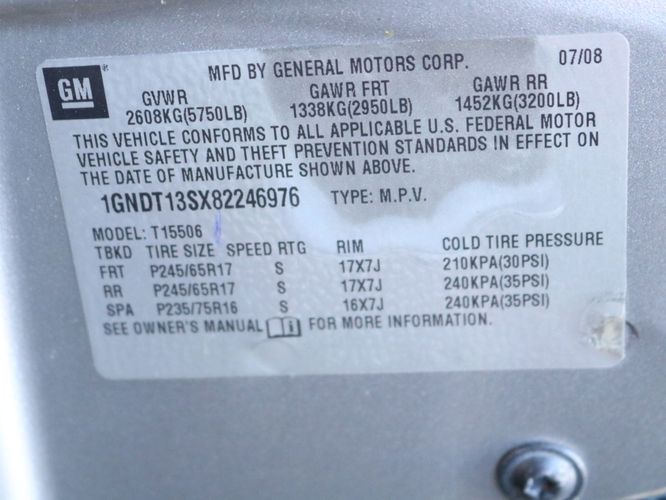 GM
MFD BY GENERAL MOTORS CORP. 07/08
GVWR GAWR FRT GAWR RR
2608KG(5750LB) 1338KG(2950LB) 1452KG(3200LB)
THIS VEHICLE CONFORMS TO ALL APPLICABLE U.S. FEDERAL MOTOR
VEHICLE SAFETY AND THEFT PREVENTION STANDARDS IN EFFECT ON
THE DATE OF MANUFACTURE SHOWN ABOVE.
1GNDT13SX82246976 TYPE: M.P.V.
MODEL: T15506
TBKD TIRE SIZE SPEED RTG RIM COLD TIRE PRESSURE
FRT P245/65R17 S 17X7J 210KPA(30PSI)
RR P245/65R17 S 17X7J 240KPA(35PSI)
SPA P235/75R16 S 16X7J 240KPA(35PSI)
SEE OWNER'S MANUAL i FOR MORE INFORMATION.